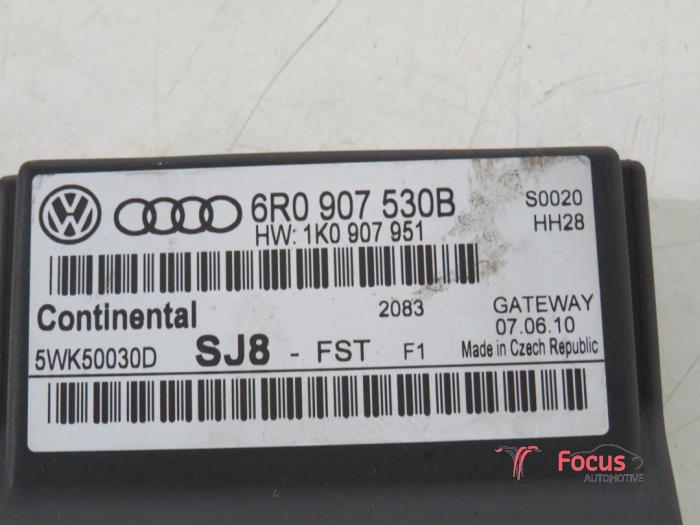 6R0 907 530B
HW: 1K0 907 951
S0020
HH28
Continental
2083
GATEWAY
07.06.10
5WK50030D
SJ8 - FST F1
Made in Czech Republic
Focus
AUTOMOTIVE